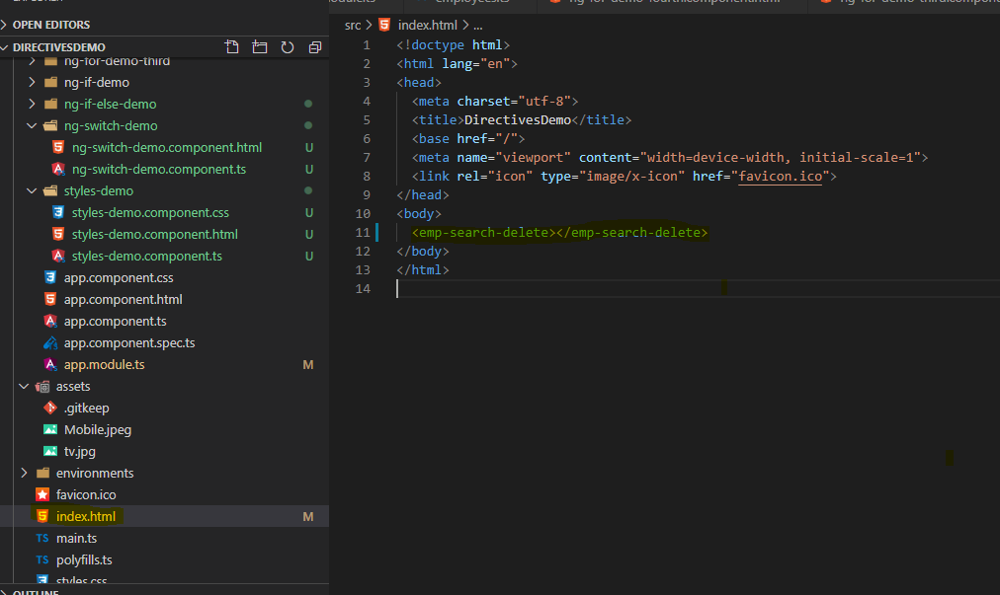 OPEN EDITORS
DIRECTIVESDEMO
ng-for-demo-third
ng-if-demo
ng-if-else-demo
ng-switch-demo
ng-switch-demo.component.html U
ng-switch-demo.component.ts U
styles-demo
styles-demo.component.css U
styles-demo.component.html U
styles-demo.component.ts U
app.component.css
app.component.html
app.component.ts
app.component.spec.ts
app.module.ts M
assets
.gitkeep
Mobile.jpeg
tv.jpg
environments
favicon.ico
index.html M
TS main.ts
TS polyfills.ts
styles.css
OUTLINE
src > index.html > ...
1 <!doctype html>
2 <html lang="en">
3 <head>
4 <meta charset="utf-8">
5 <title>DirectivesDemo</title>
6 <base href="/">
7 <meta name="viewport" content="width=device-width, initial-scale=1">
8 <link rel="icon" type="image/x-icon" href="favicon.ico">
9 </head>
10 <body>
11 <emp-search-delete></emp-search-delete>
12 </body>
13 </html>
14